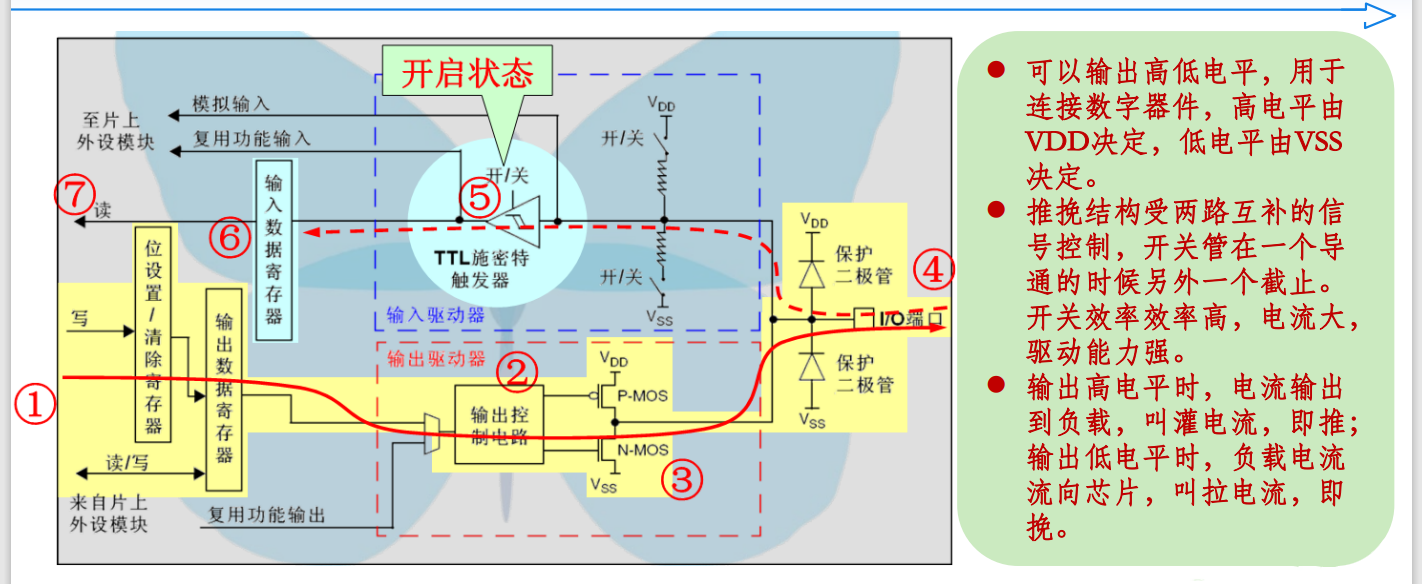 开启状态
模拟输入
至片上
外设模块
复用功能输入
VDD
开/关
开/关
⑤
⑦
读
⑥
输入数据寄存器
TTL施密特
触发器
开/关
VSS
输入驱动器
VDD
保护
二极管
④
I/O端口
保护
二极管
VSS
位设置/清除寄存器
写
输出数据寄存器
①
读/写
来自片上
外设模块
复用功能输出
输出驱动器
②
输出控
制电路
VDD
P-MOS
N-MOS
VSS
③
● 可以输出高低电平，用于
连接数字器件，高电平由
VDD决定，低电平由VSS
决定。
● 推挽结构受两路互补的信
号控制，开关管在一个导
通的时候另外一个截止。
开关效率效率高，电流大，
驱动能力强。
● 输出高电平时，电流输出
到负载，叫灌电流，即推；
输出低电平时，负载电流
流向芯片，叫拉电流，即
挽。